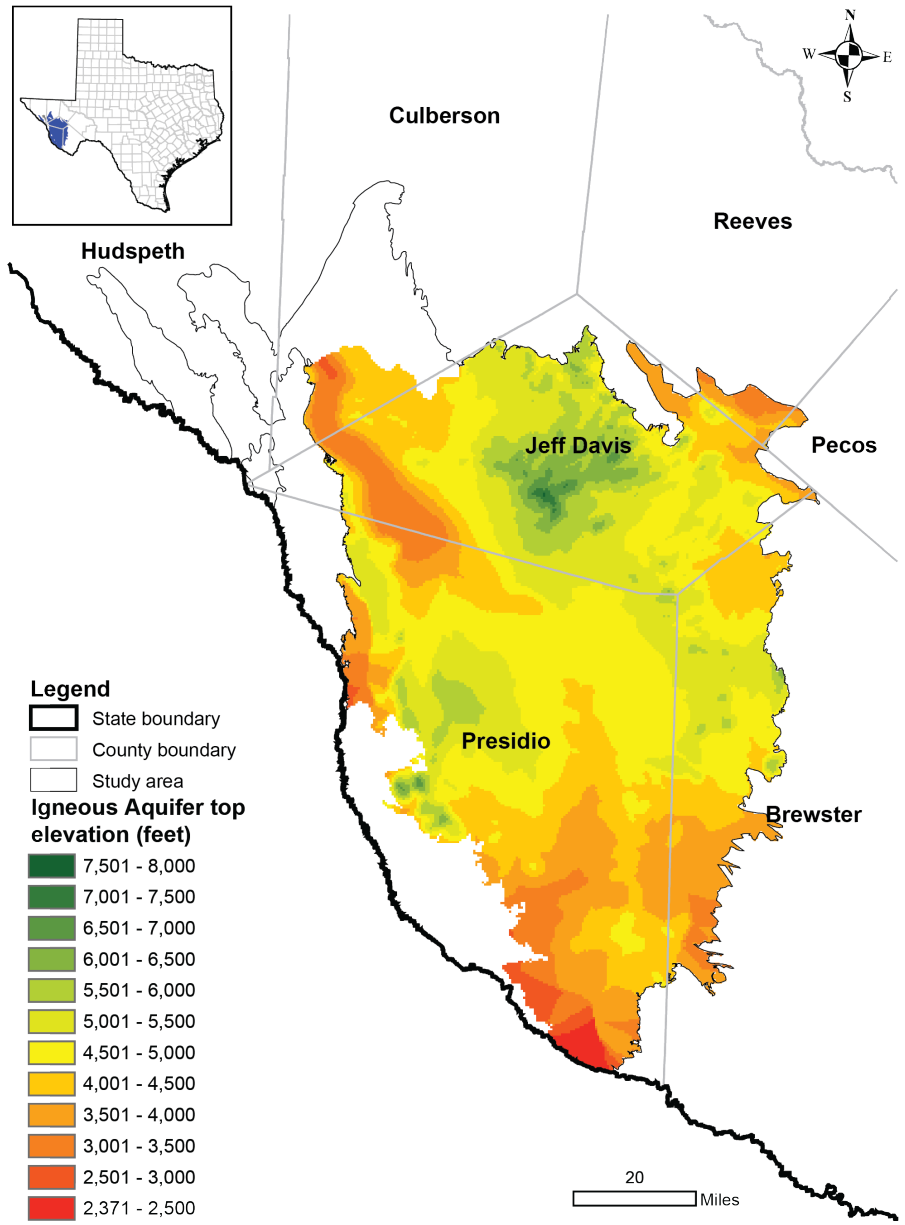 N
W
E
S
Culberson
Reeves
Hudspeth
Jeff Davis
Pecos
Presidio
Brewster
Legend
State boundary
County boundary
Study area
Igneous Aquifer top
elevation (feet)
7,501 - 8,000
7,001 - 7,500
6,501 - 7,000
6,001 - 6,500
5,501 - 6,000
5,001 - 5,500
4,501 - 5,000
4,001 - 4,500
3,501 - 4,000
3,001 - 3,500
2,501 - 3,000
2,371 - 2,500
20
Miles